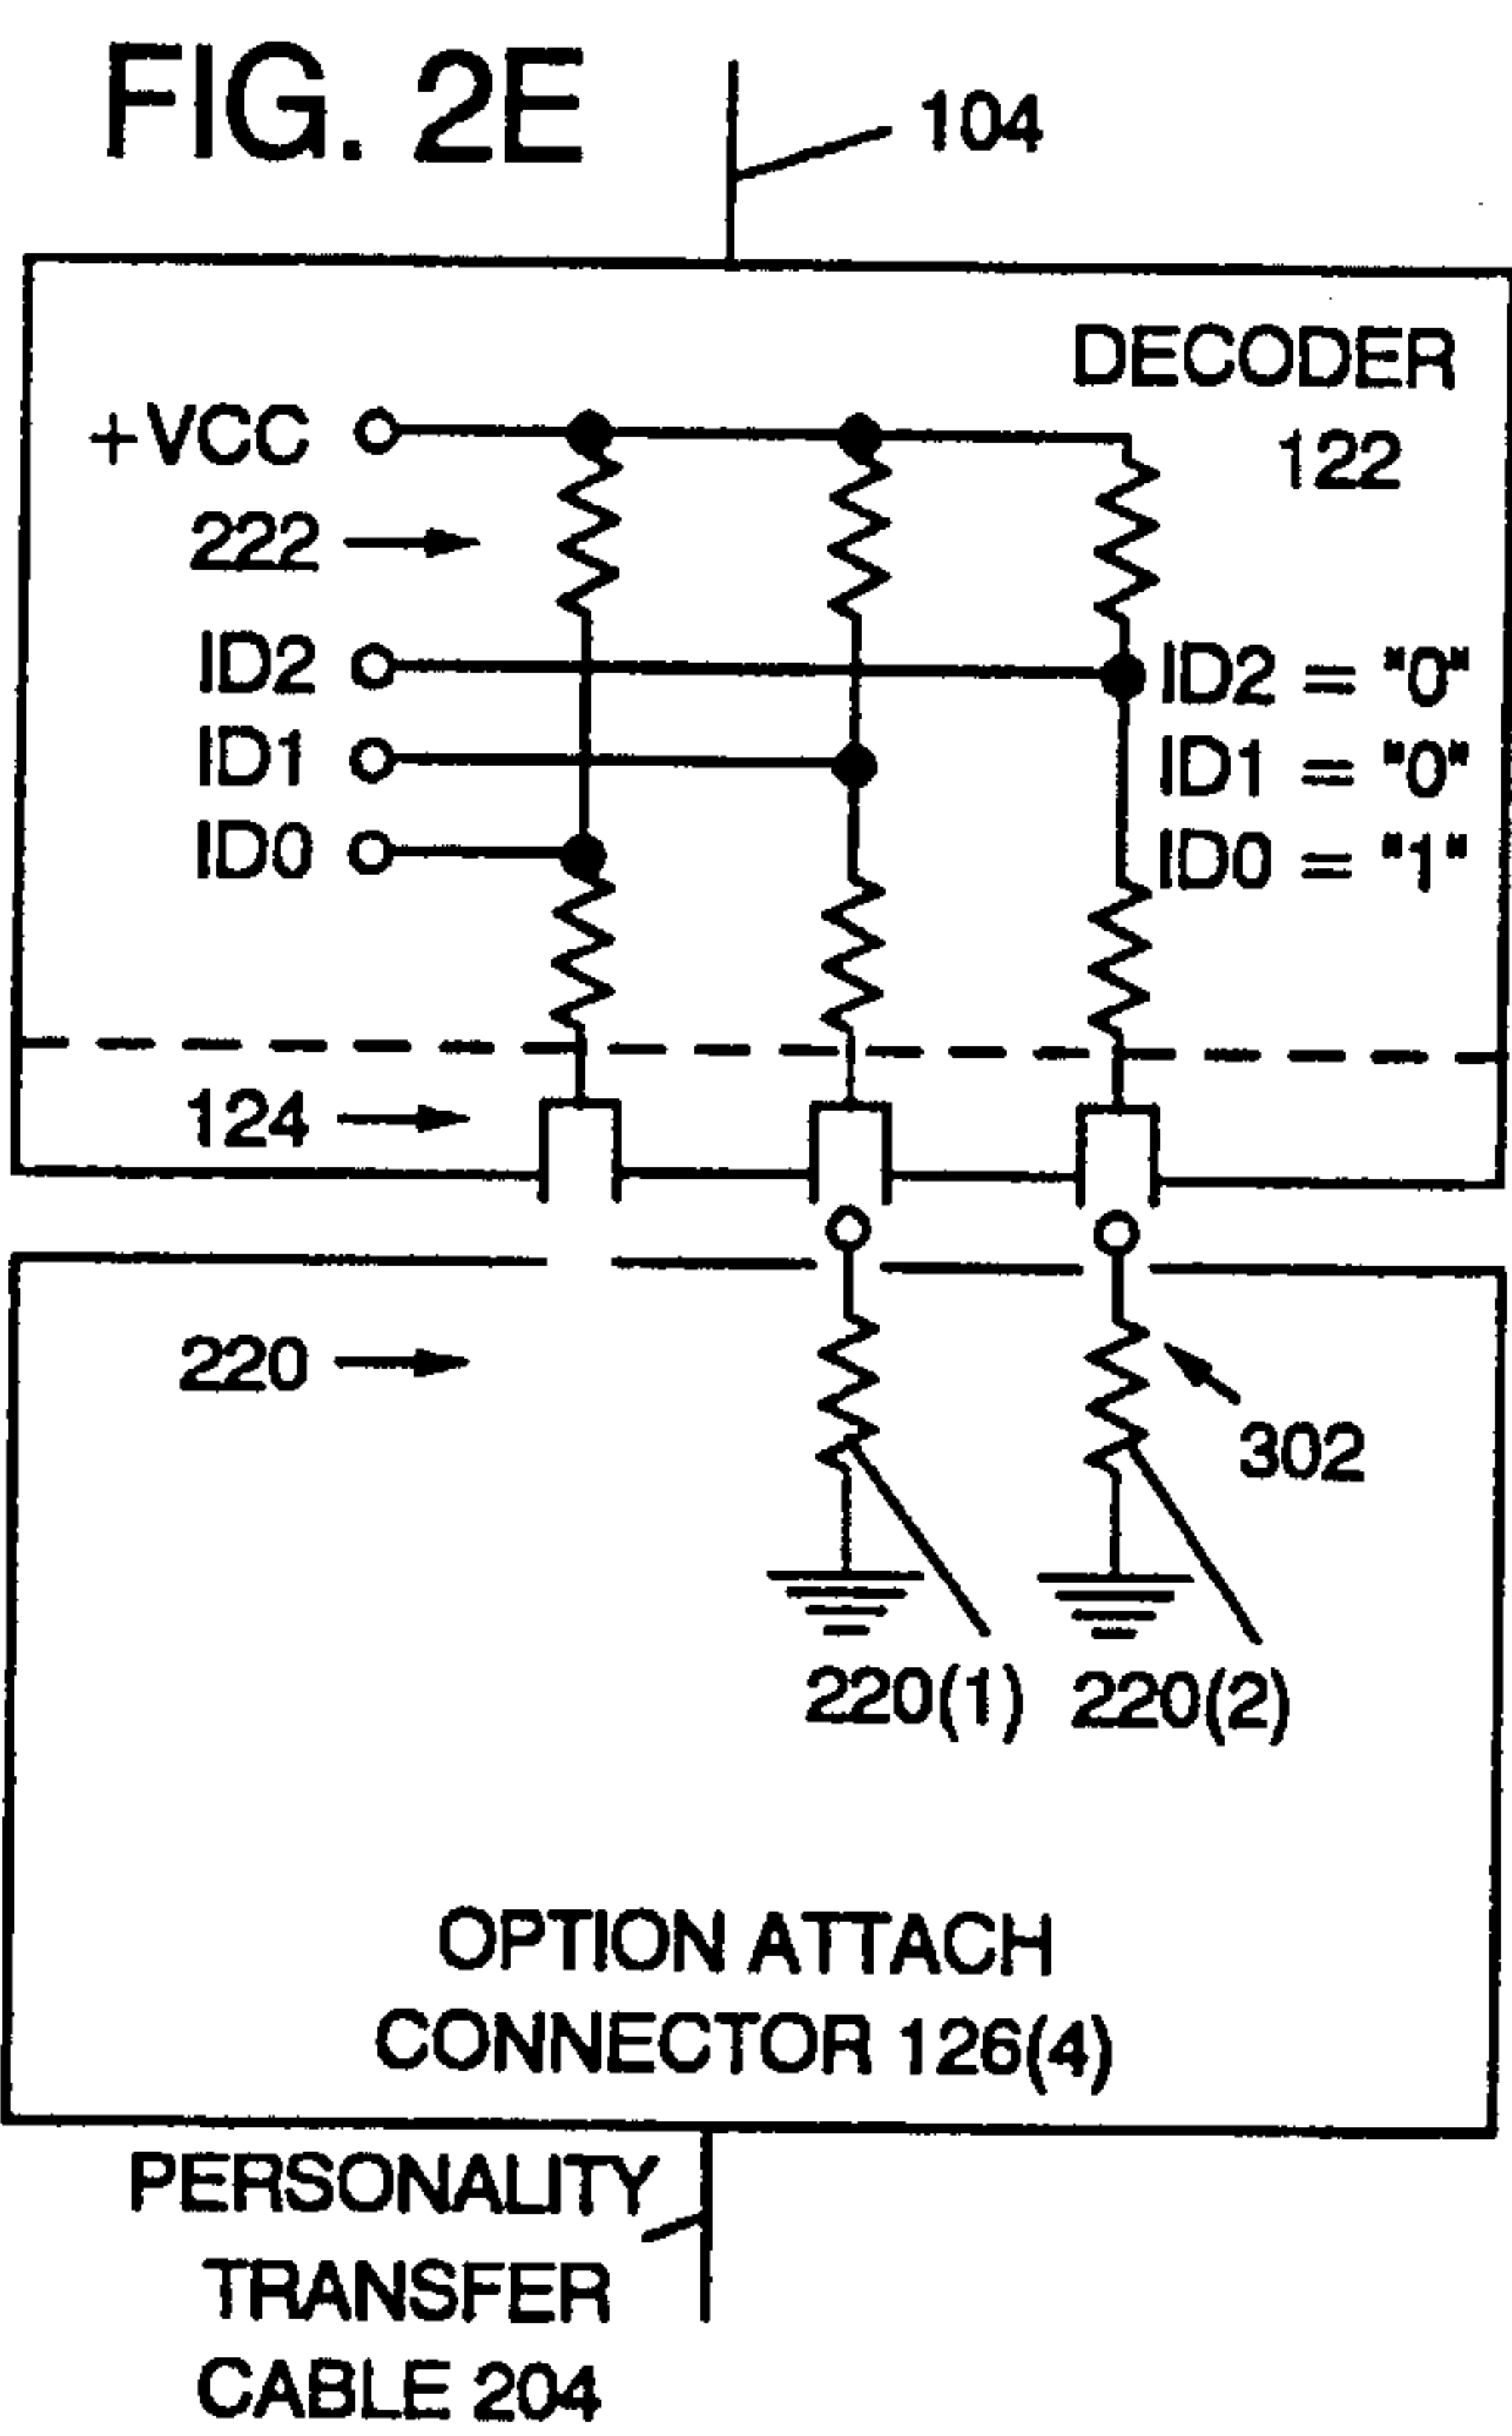 FIG. 2E
104
DECODER
+VCC
122
222
ID2
ID2 = "0"
ID1
ID1 = "0"
ID0
ID0 = "1"
124
220
302
220(1)
220(2)
OPTION ATTACH
CONNECTOR 126(4)
PERSONALITY
TRANSFER
CABLE 204